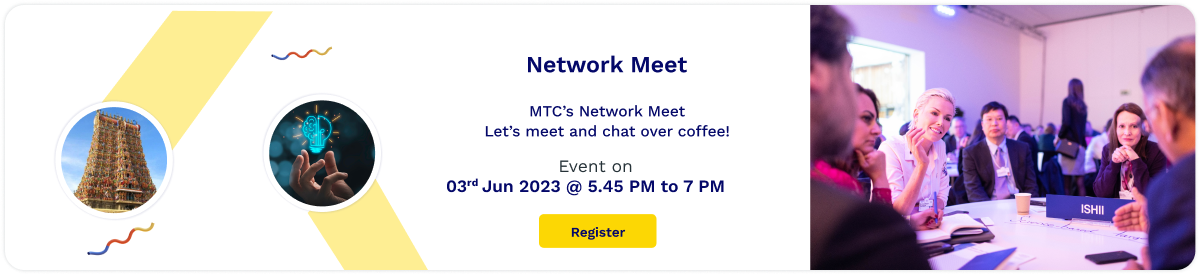 Network Meet
MTC's Network Meet
Let's meet and chat over coffee!
Event on
03rd Jun 2023 @ 5.45 PM to 7 PM
Register
ISHII